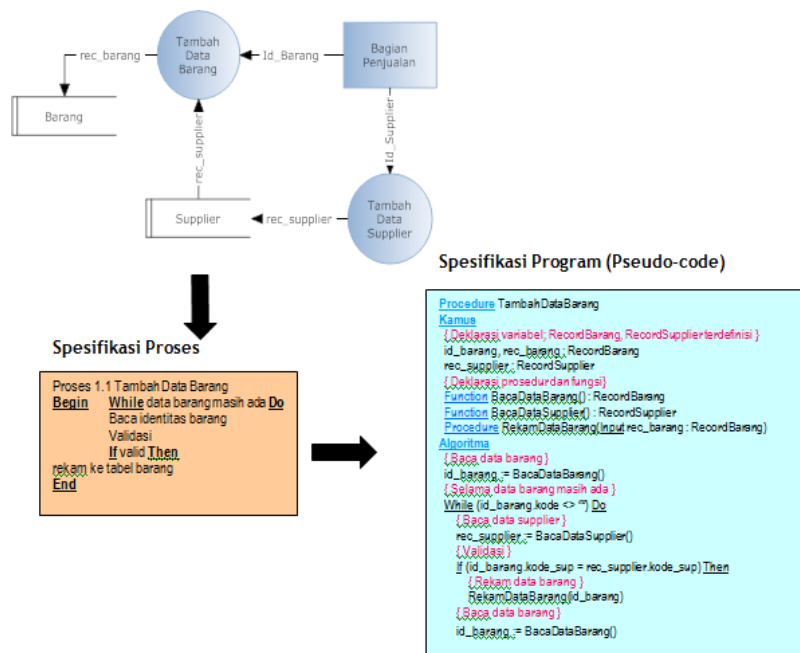 Tambah
Data
Barang
rec_barang
Id_Barang
Bagian
Penjualan
Barang
rec_supplier
Id_Supplier
Supplier
rec_supplier
Tambah
Data
Supplier
Spesifikasi Proses
Proses 1.1 Tambah Data Barang
Begin While data barang masih ada Do
Baca identitas barang
Validasi
If valid Then
rekam ke tabel barang
End
Spesifikasi Program (Pseudo-code)
Procedure TambahDataBarang
Kamus
{ Deklarasi variabel; RecordBarang, RecordSupplier terdefinisi }
id_barang, rec_barang : RecordBarang
rec_supplier : RecordSupplier
{ Deklarasi prosedur dan fungsi}
Function BacaDataBarang() : RecordBarang
Function BacaDataSupplier() : RecordSupplier
Procedure RekamDataBarang(Input rec_barang : RecordBarang)
Algoritma
{ Baca data barang }
id_barang := BacaDataBarang()
{ Selama data barang masih ada }
While (id_barang.kode <> "") Do
{ Baca data supplier }
rec_supplier := BacaDataSupplier()
{ Validasi }
If (id_barang.kode_sup = rec_supplier.kode_sup) Then
{ Rekam data barang }
RekamDataBarang(id_barang)
{ Baca data barang }
id_barang := BacaDataBarang()